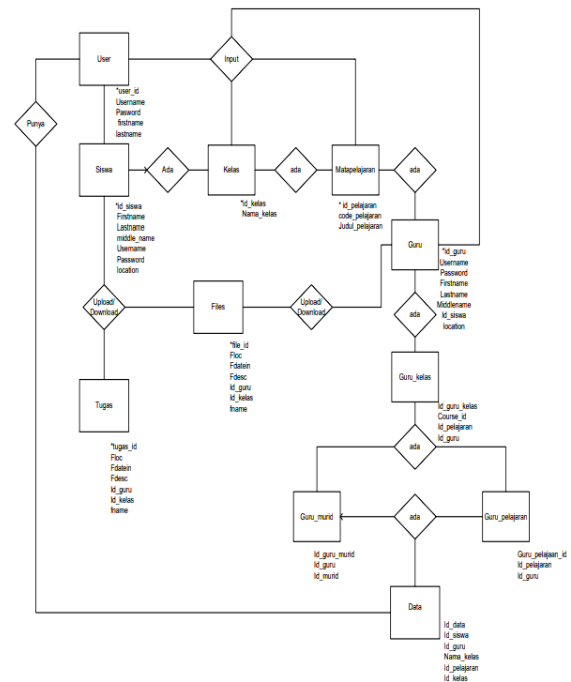 User
Input
*user_id
Username
Pasword
firstname
lastname
Punya
Siswa
Ada
Kelas
ada
Matapelajaran
ada
*id_siswa
Firstname
Lastname
middle_name
Username
Password
location
*id_kelas
Nama_kelas
* id_pelajaran
code_pelajaran
Judul_pelajaran
Guru
*id_guru
Username
Password
Firstname
Lastname
Middlename
Id_siswa
location
Upload/
Download
Files
Upload/
Download
ada
*file_id
Floc
Fdatein
Fdesc
Id_guru
Id_kelas
fname
Guru_kelas
Id_guru_kelas
Course_id
Id_pelajaran
Id_guru
Tugas
*tugas_id
Floc
Fdatein
Fdesc
Id_guru
Id_kelas
fname
ada
Guru_murid
ada
Guru_pelajaran
Id_guru_murid
Id_guru
Id_murid
Guru_pelajaan_id
Id_pelajaran
Id_guru
Data
Id_data
Id_siswa
Id_guru
Nama_kelas
Id_pelajaran
Id_kelas